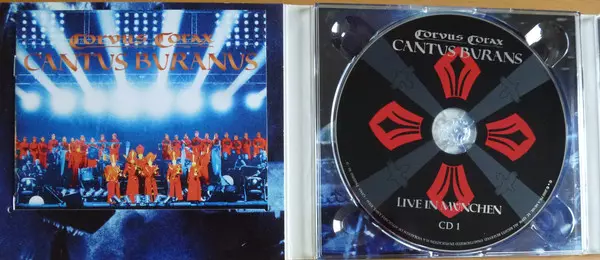 Corvus Corax
CANTUS BURANUS
Corvus Corax
CANTUS BURANS
LIVE IN MÜNCHEN
CD 1